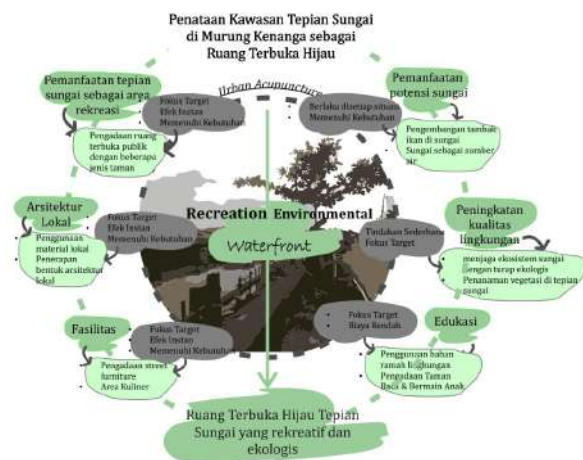 Penataan Kawasan Tepian Sungai
di Murung Kenanga sebagai
Ruang Terbuka Hijau
Urban Acupuncture
Pemanfaatan tepian
sungai sebagai area
rekreasi
Fokus Target
Efek Instan
Memenuhi Kebutuhan
Pengadaan ruang
terbuka publik
dengan beberapa
jenis taman
Berlaku disetiap situasi
Memenuhi Kebutuhan
Pemanfaatan
potensi sungai
Pengembangan tambak
ikan di sungai
Sungai sebagai sumber
air
Arsitektur
Lokal
Fokus Target
Efek Instan
Memenuhi Kebutuhan
Penggunaan
material lokal
Penerapan
bentuk arsitektur
lokal
Recreation Environmental
Waterfront
Tindakan Sederhana
Fokus Target
Peningkatan
kualitas
lingkungan
menjaga ekosistem sungai
dengan turap ekologis
Penanaman vegetasi di tepian
sungai
Fasilitas
Fokus Target
Efek Instan
Memenuhi Kebutuhan
Pengadaan street
furniture
Area Kuliner
Fokus Target
Biaya Rendah
Edukasi
Penggunaan bahan
ramah lingkungan
Pengadaan Taman
Baca & Bermain Anak
Ruang Terbuka Hijau Tepian
Sungai yang rekreatif dan
ekologis